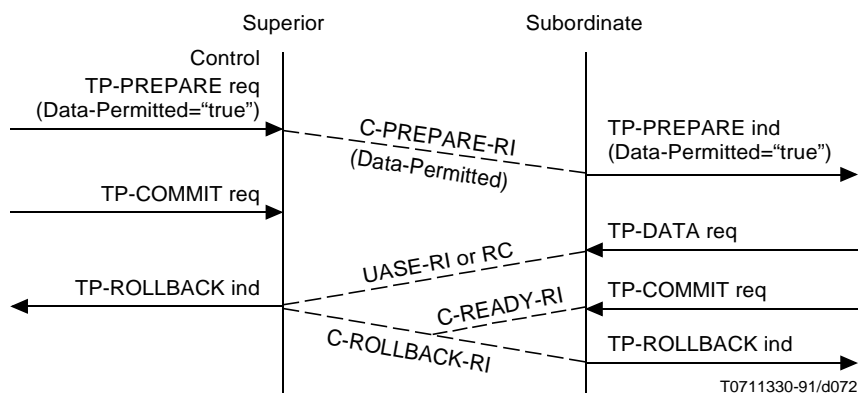 Superior
Subordinate
Control
TP-PREPARE req
(Data-Permitted=“true”)
C-PREPARE-RI
(Data-Permitted)
TP-PREPARE ind
(Data-Permitted=“true”)
TP-COMMIT req
TP-DATA req
UASE-RI or RC
TP-ROLLBACK ind
C-READY-RI
TP-COMMIT req
C-ROLLBACK-RI
TP-ROLLBACK ind
T0711330-91/d072